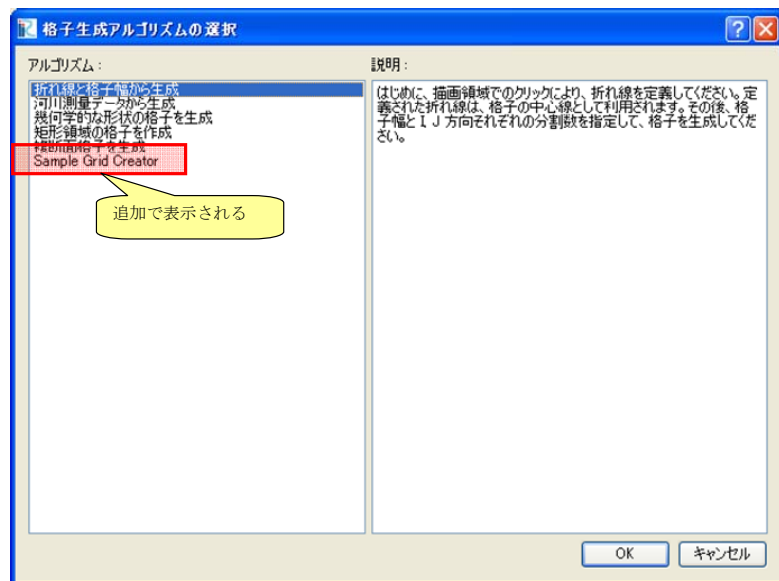 格子生成アルゴリズムの選択
アルゴリズム：
説明：
折れ線と格子幅から生成
河川測量データから生成
幾何学的な形状の格子を生成
矩形領域の格子を作成
横断面格子を生成
Sample Grid Creator
追加で表示される
はじめに、描画領域でのクリックにより、折れ線を定義してください。定
義された折れ線は、格子の中心線として利用されます。その後、格
子幅と I J 方向それぞれの分割数を指定して、格子を生成してくだ
さい。
OK
キャンセル